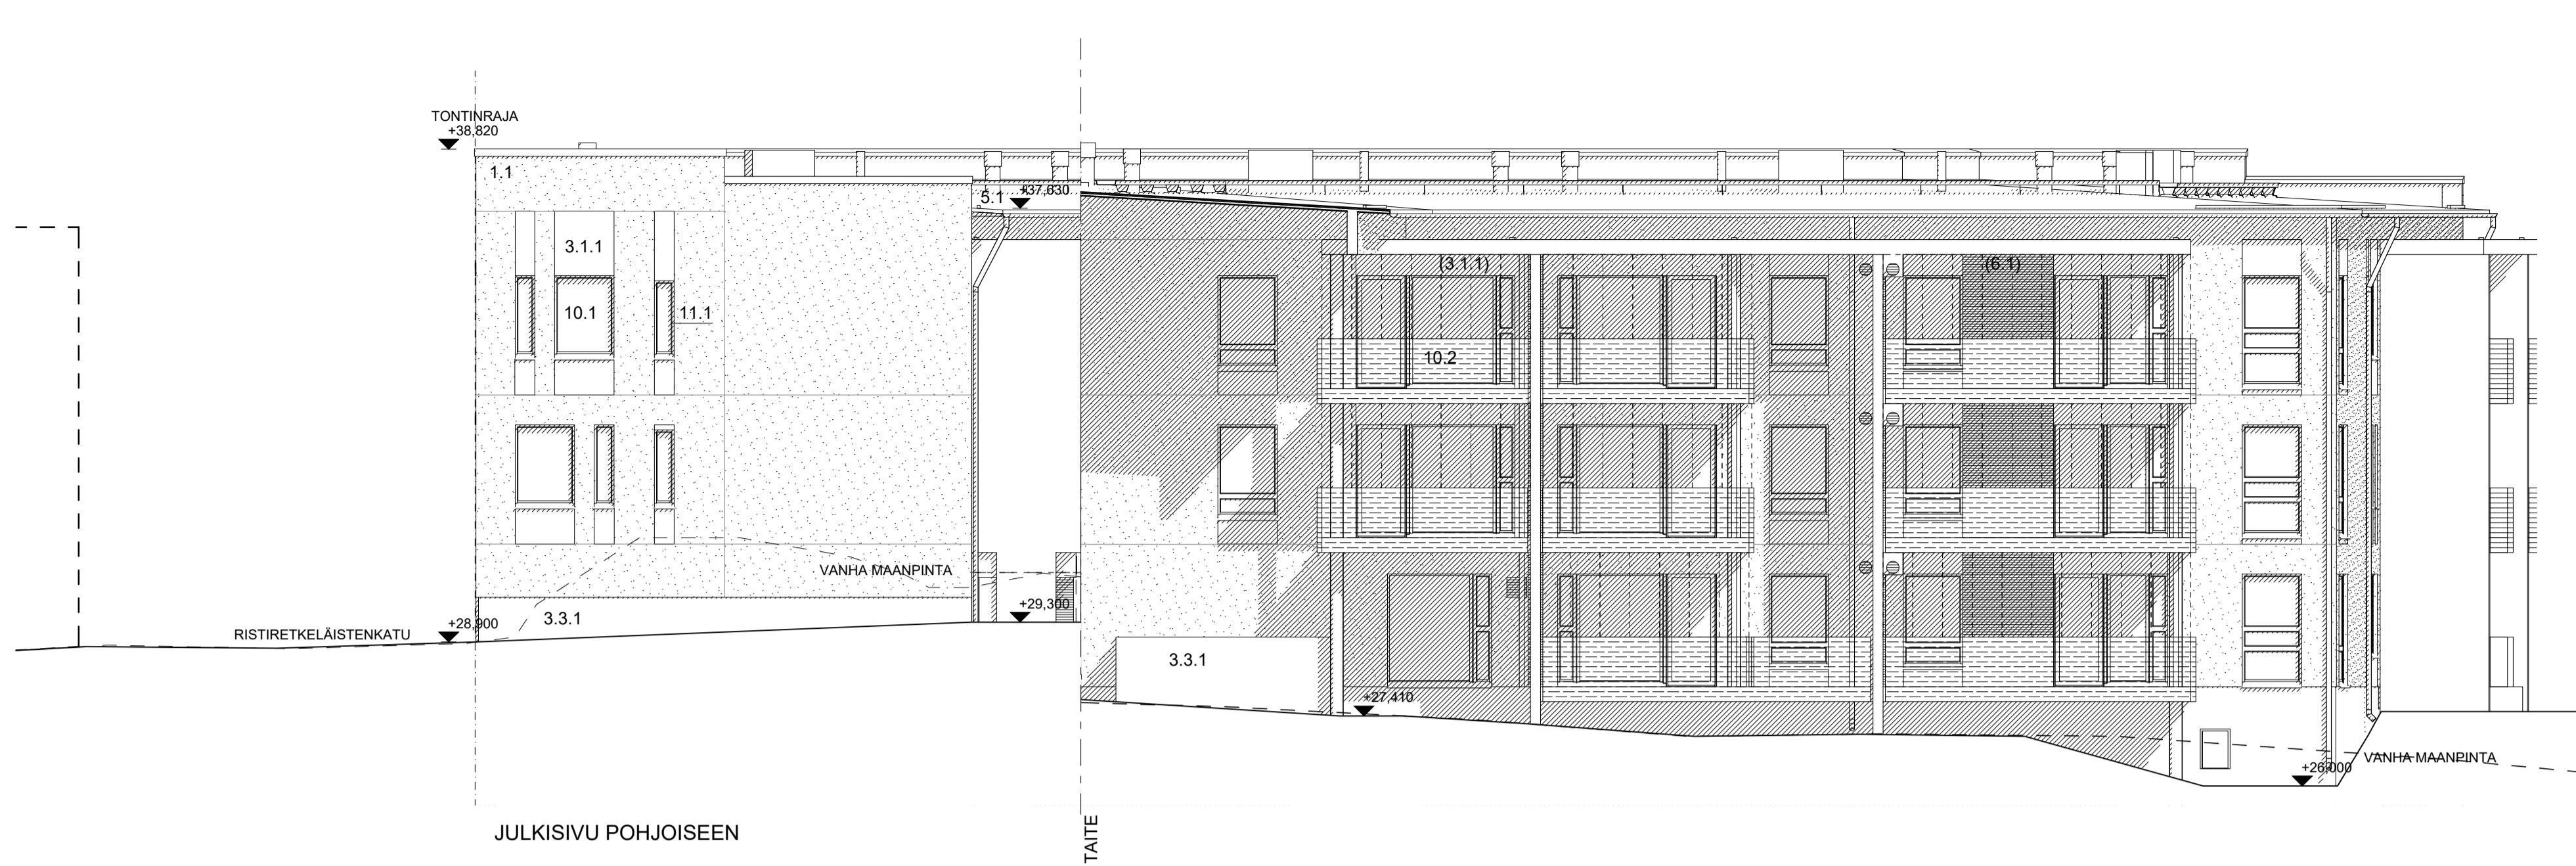 TONTINRAJA
+38,820
1.1
5.1
+37,630
3.1.1
(3.1.1)
(6.1)
10.1
11.1
10.2
VANHA MAANPINTA
+29,300
3.3.1
+28,900
RISTIRETKELÄISTENKATU
3.3.1
+27,410
VANHA MAANPINTA
+26,000
JULKISIVU POHJOISEEN
TAITE